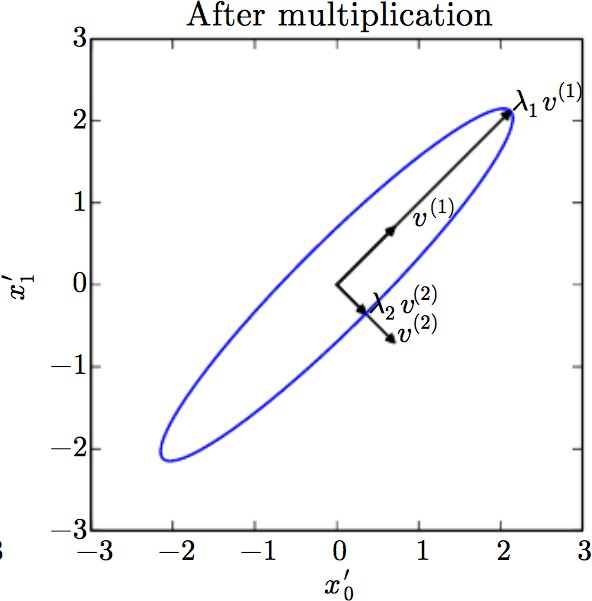 After multiplication
3
2
1
0
−1
−2
−3
x′₁
λ₁ v⁽¹⁾
v⁽¹⁾
λ₂ v⁽²⁾
v⁽²⁾
−3 −2 −1 0 1 2 3
x′₀